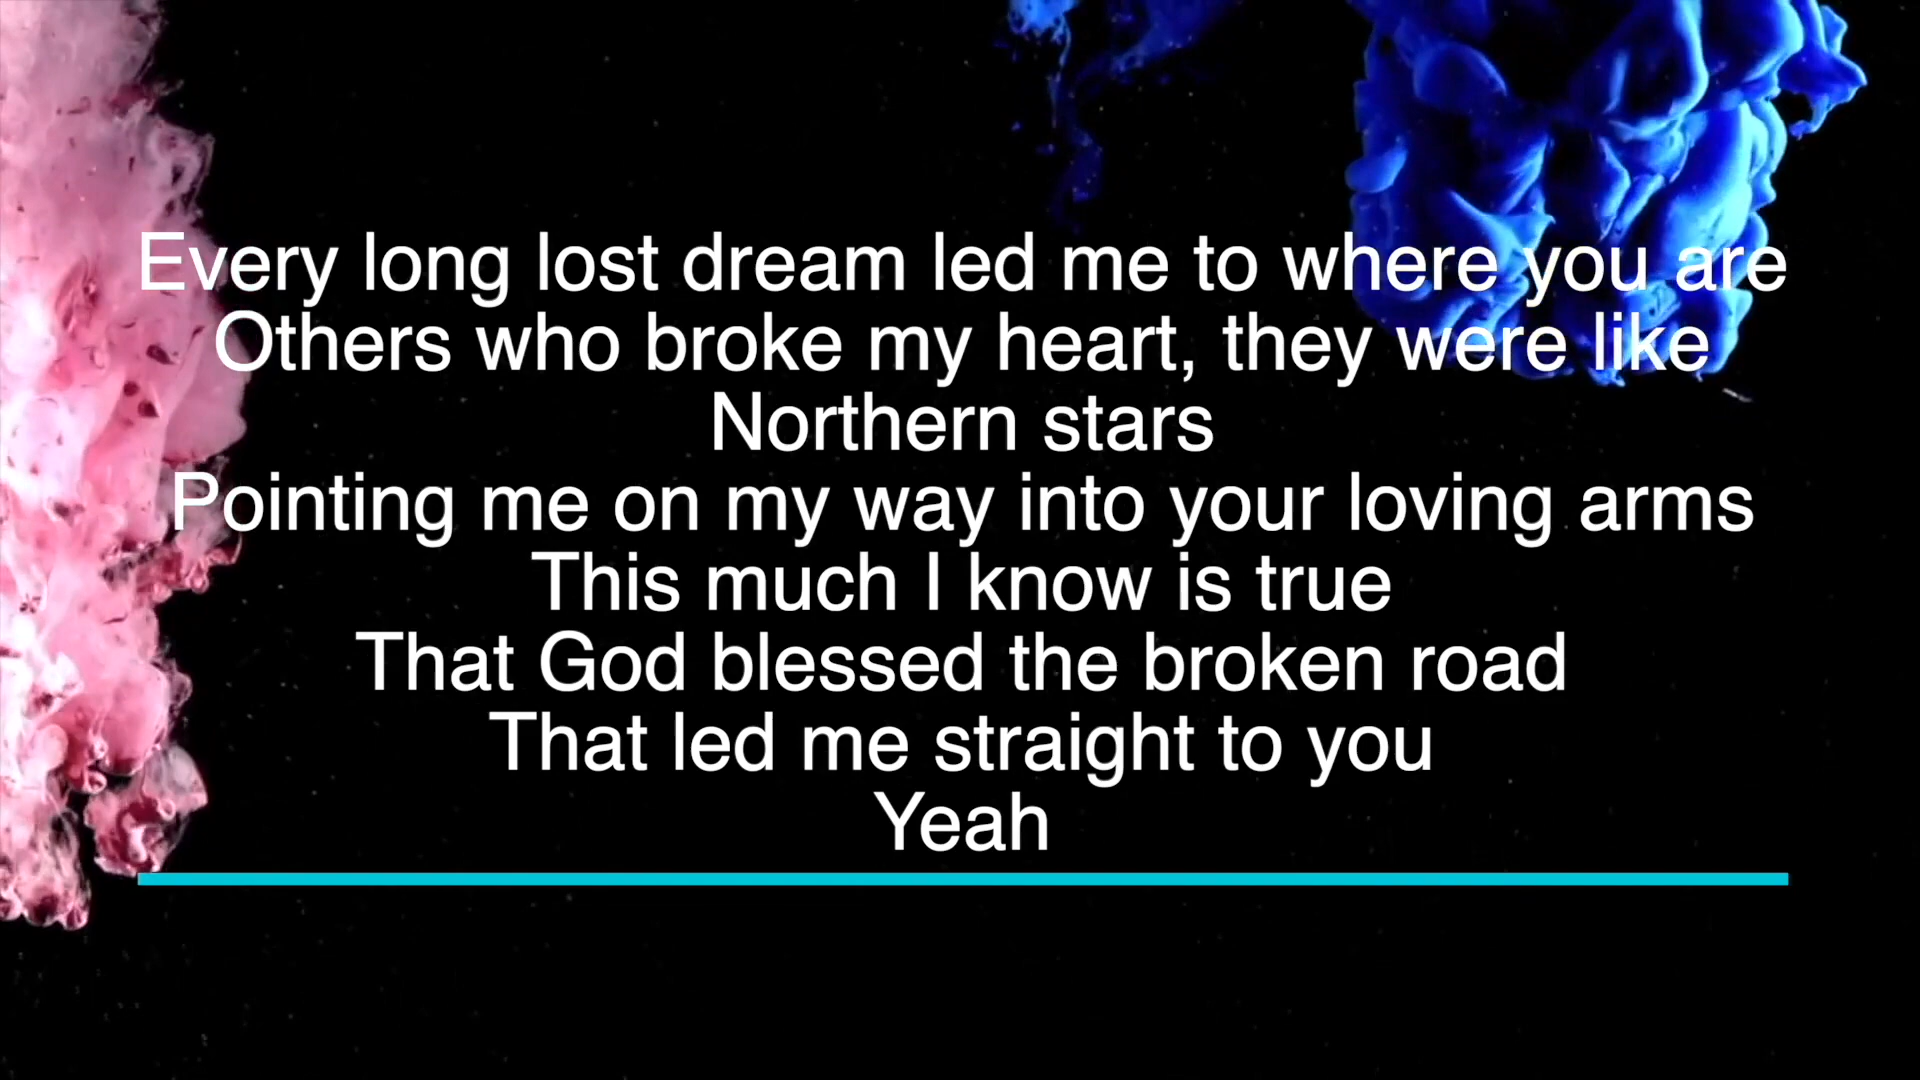 Every long lost dream led me to where you are
Others who broke my heart, they were like
Northern stars
Pointing me on my way into your loving arms
This much I know is true
That God blessed the broken road
That led me straight to you
Yeah